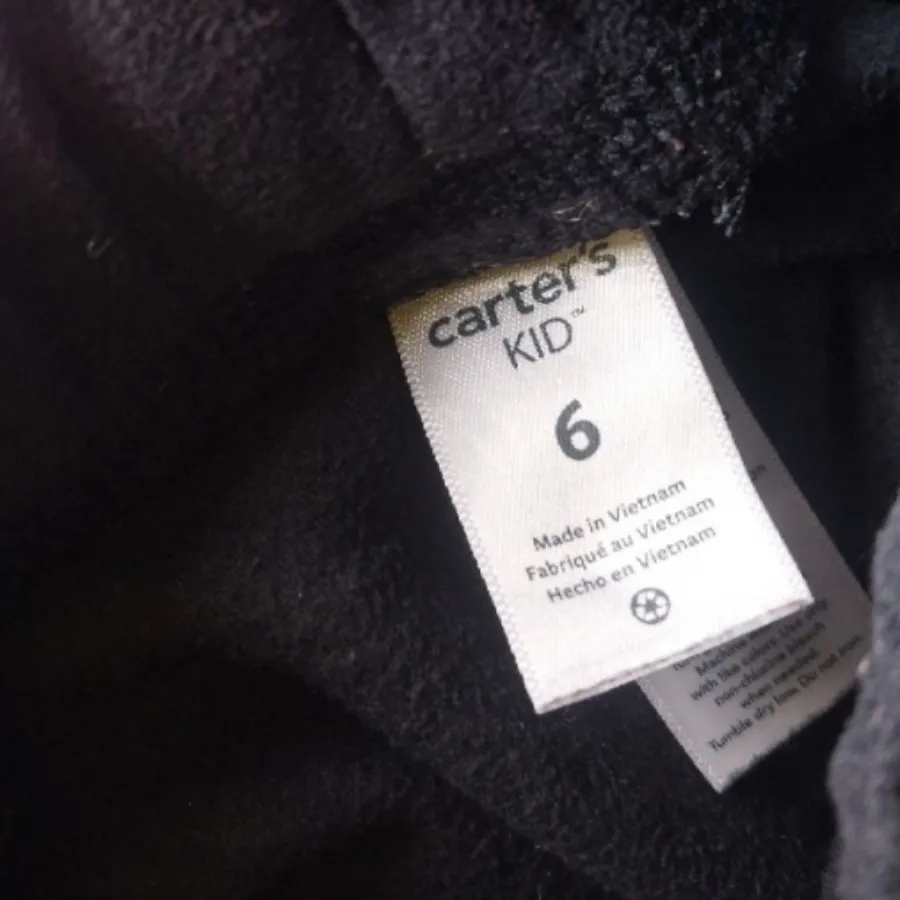 carter's
KID™
6
Made in Vietnam
Fabriqué au Vietnam
Hecho en Vietnam
Machine
with like colors. Use only
non-chlorine bleach
when needed.
Tumble dry low. Do not iron.